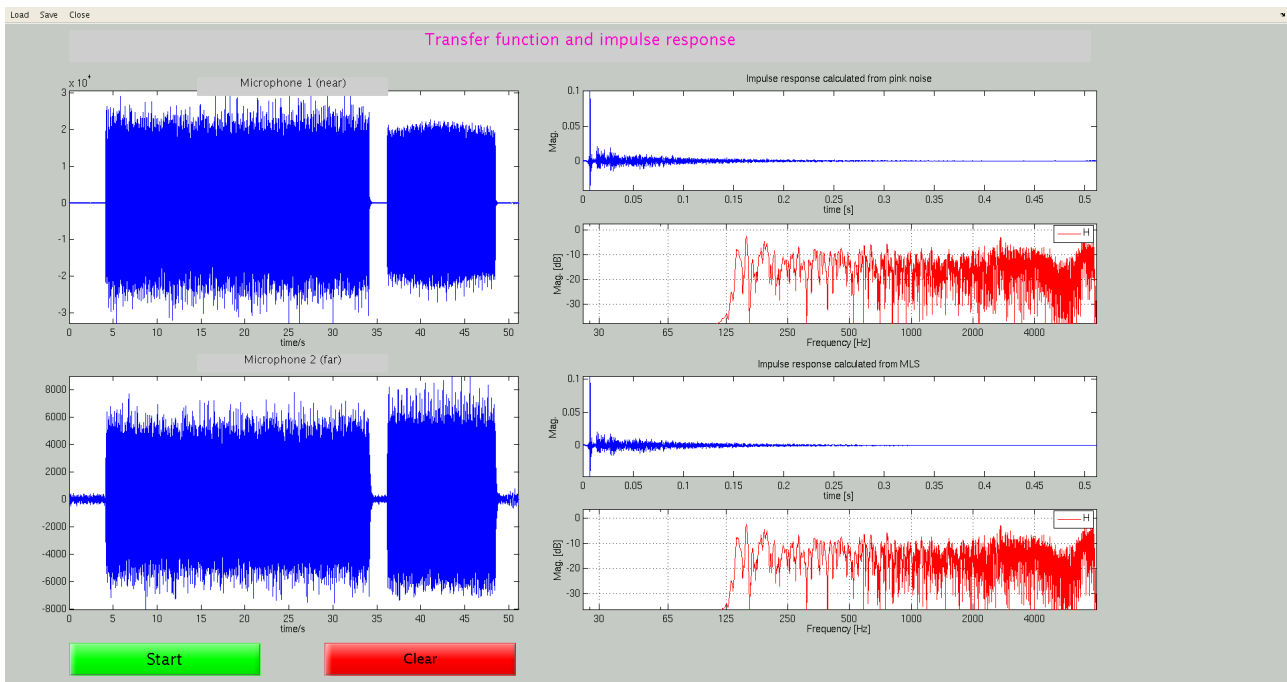 Load Save Close
Transfer function and impulse response
Microphone 1 (near)
x 10^4
3
2
1
0
-1
-2
-3
0 5 10 15 20 25 30 35 40 45 50
time/s
Impulse response calculated from pink noise
Mag.
0.1
0.05
0
0 0.05 0.1 0.15 0.2 0.25 0.3 0.35 0.4 0.45 0.5
time [s]
H
Mag. [dB]
0
-10
-20
-30
30 65 125 250 500 1000 2000 4000
Frequency [Hz]
Microphone 2 (far)
8000
6000
4000
2000
0
-2000
-4000
-6000
-8000
0 5 10 15 20 25 30 35 40 45 50
time/s
Impulse response calculated from MLS
Mag.
0.1
0.05
0
0 0.05 0.1 0.15 0.2 0.25 0.3 0.35 0.4 0.45 0.5
time [s]
H
Mag. [dB]
0
-10
-20
-30
30 65 125 250 500 1000 2000 4000
Frequency [Hz]
Start
Clear